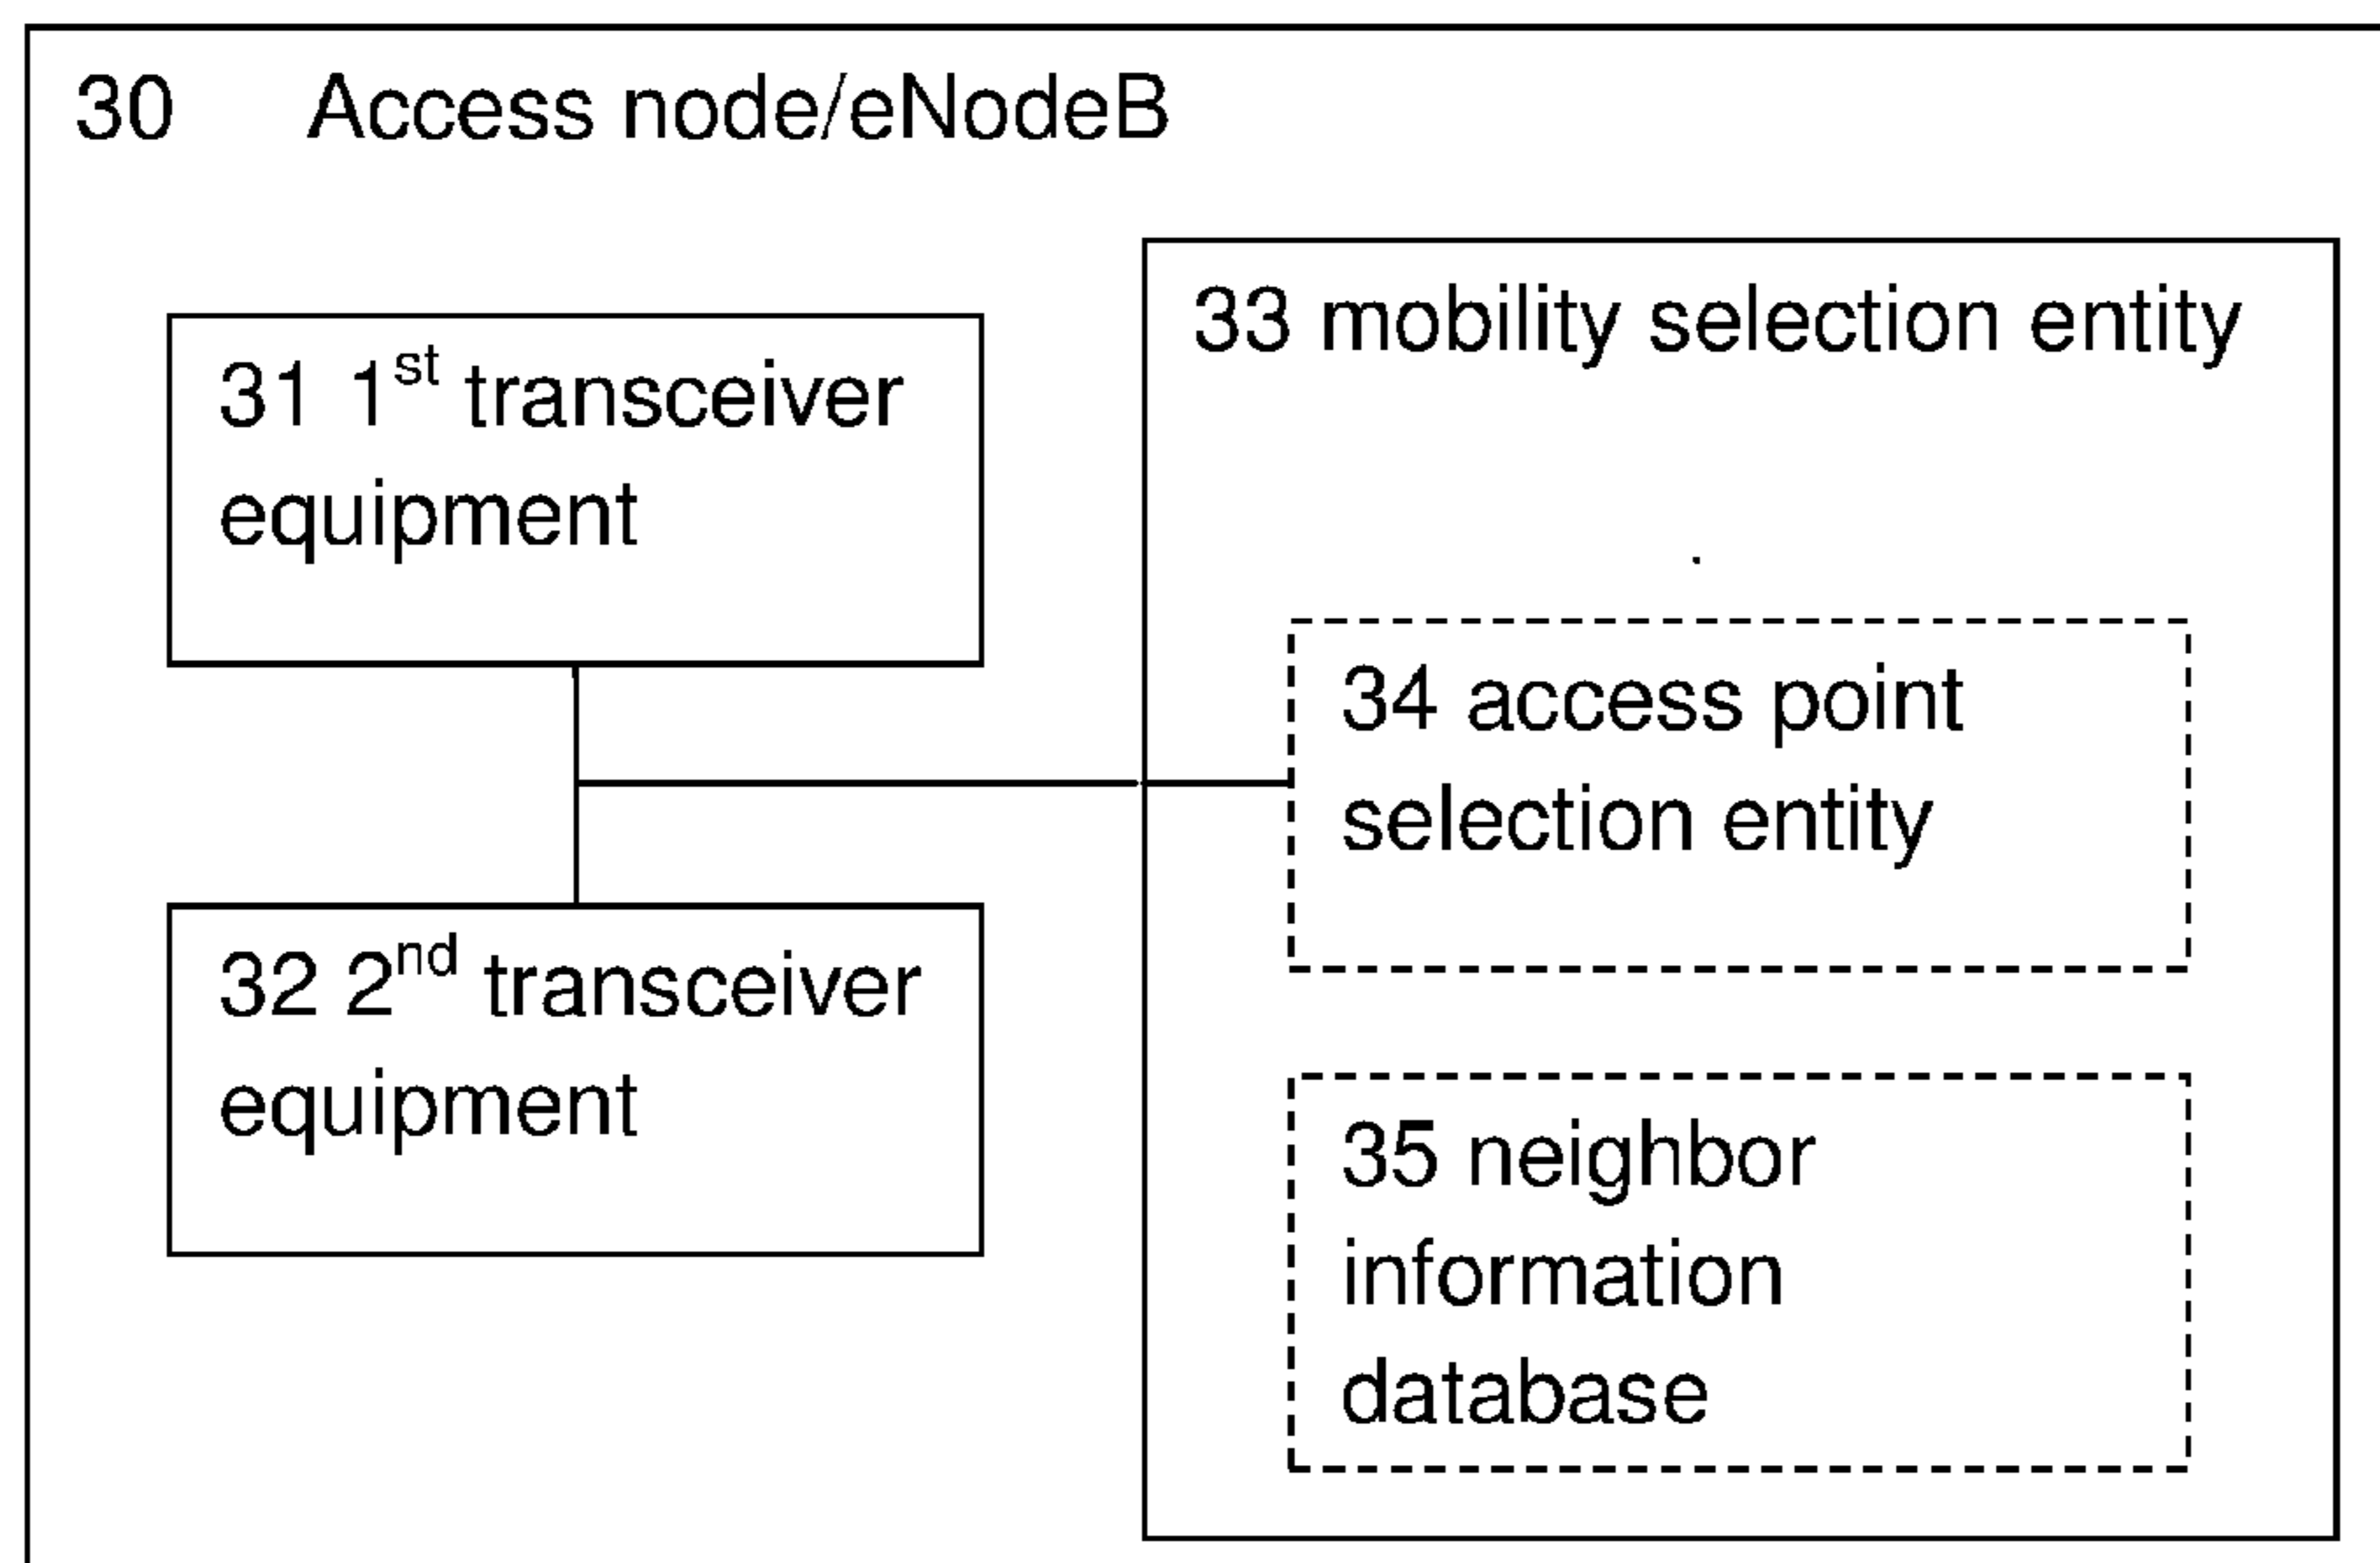 30 Access node/eNodeB
31 1st transceiver
equipment
32 2nd transceiver
equipment
33 mobility selection entity
34 access point
selection entity
35 neighbor
information
database